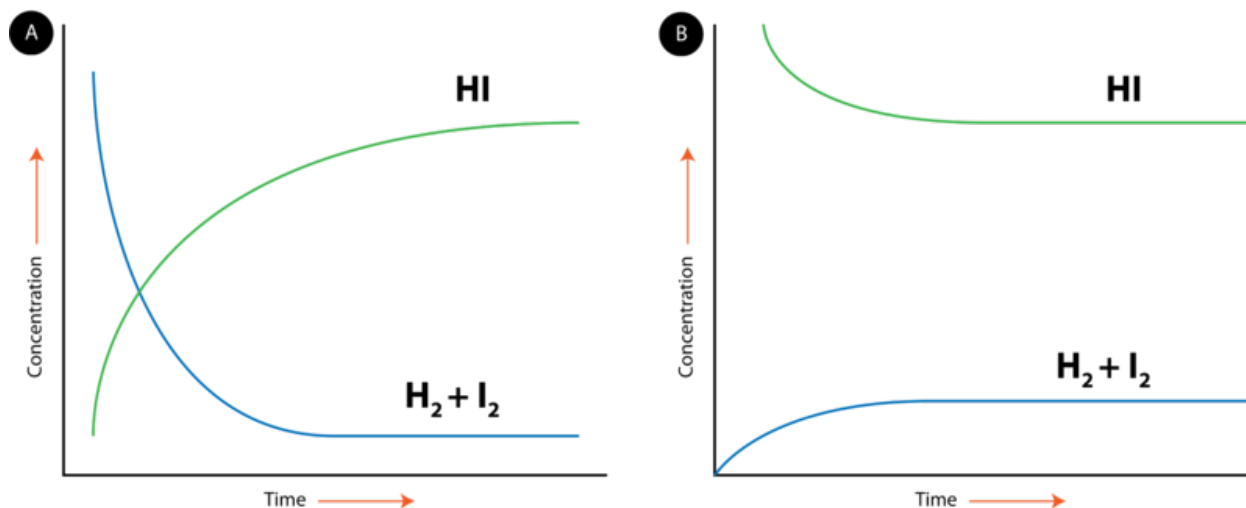 A
HI
Concentration
H₂ + I₂
Time
B
HI
Concentration
H₂ + I₂
Time